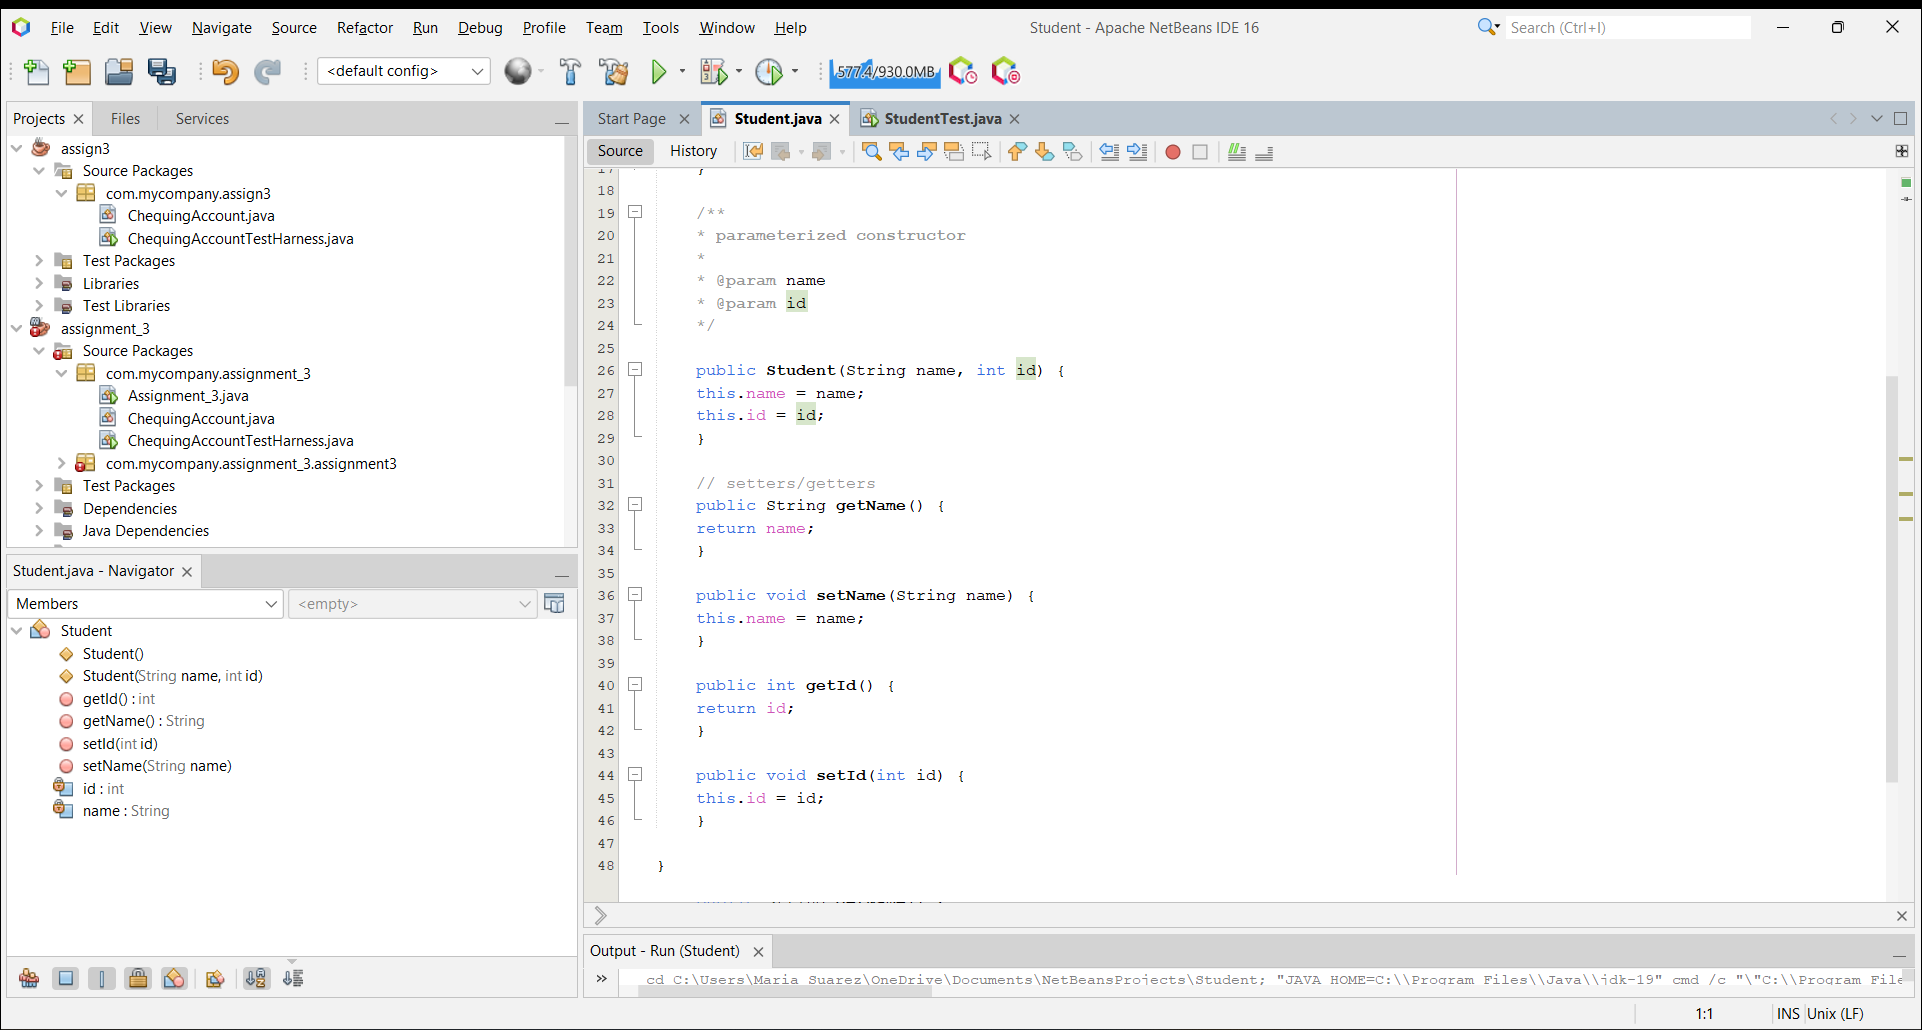 File Edit View Navigate Source Refactor Run Debug Profile Team Tools Window Help
Student - Apache NetBeans IDE 16
Search (Ctrl+I)
<default config>
577.4/930.0MB
Projects
Files
Services
assign3
Source Packages
com.mycompany.assign3
ChequingAccount.java
ChequingAccountTestHarness.java
Test Packages
Libraries
Test Libraries
assignment_3
Source Packages
com.mycompany.assignment_3
Assignment_3.java
ChequingAccount.java
ChequingAccountTestHarness.java
com.mycompany.assignment_3.assignment3
Test Packages
Dependencies
Java Dependencies
Student.java - Navigator
Members
<empty>
Student
Student()
Student(String name, int id)
getId() : int
getName() : String
setId(int id)
setName(String name)
id : int
name : String
Start Page
Student.java
StudentTest.java
Source
History
17 }
18
19 /**
20 * parameterized constructor
21 *
22 * @param name
23 * @param id
24 */
25
26 public Student(String name, int id) {
27 this.name = name;
28 this.id = id;
29 }
30
31 // setters/getters
32 public String getName() {
33 return name;
34 }
35
36 public void setName(String name) {
37 this.name = name;
38 }
39
40 public int getId() {
41 return id;
42 }
43
44 public void setId(int id) {
45 this.id = id;
46 }
47
48 }
Output - Run (Student)
cd C:\Users\Maria Suarez\OneDrive\Documents\NetBeansProjects\Student; "JAVA_HOME=C:\\Program Files\\Java\\jdk-19" cmd /c "\"C:\\Program File
1:1
INS
Unix (LF)